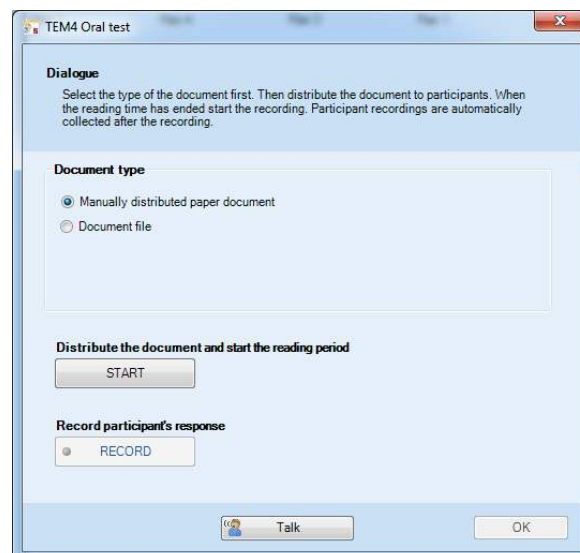 TEM4 Oral test
Dialogue
Select the type of the document first. Then distribute the document to participants. When
the reading time has ended start the recording. Participant recordings are automatically
collected after the recording.
Document type
Manually distributed paper document
Document file
Distribute the document and start the reading period
START
Record participant's response
RECORD
Talk
OK